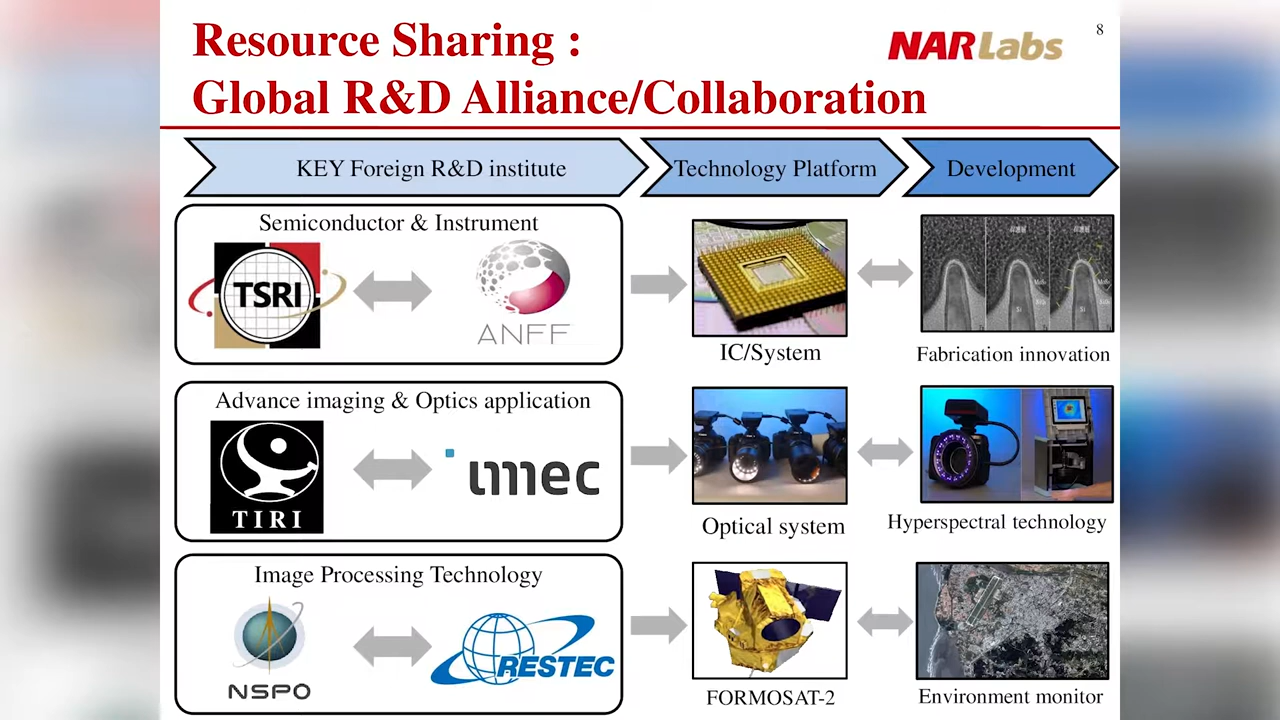 Resource Sharing :
Global R&D Alliance/Collaboration
NARLabs
8
KEY Foreign R&D institute
Technology Platform
Development
Semiconductor & Instrument
TSRI
ANFF
IC/System
Fabrication innovation
Advance imaging & Optics application
TIRI
imec
Optical system
Hyperspectral technology
Image Processing Technology
NSPO
RESTEC
FORMOSAT-2
Environment monitor